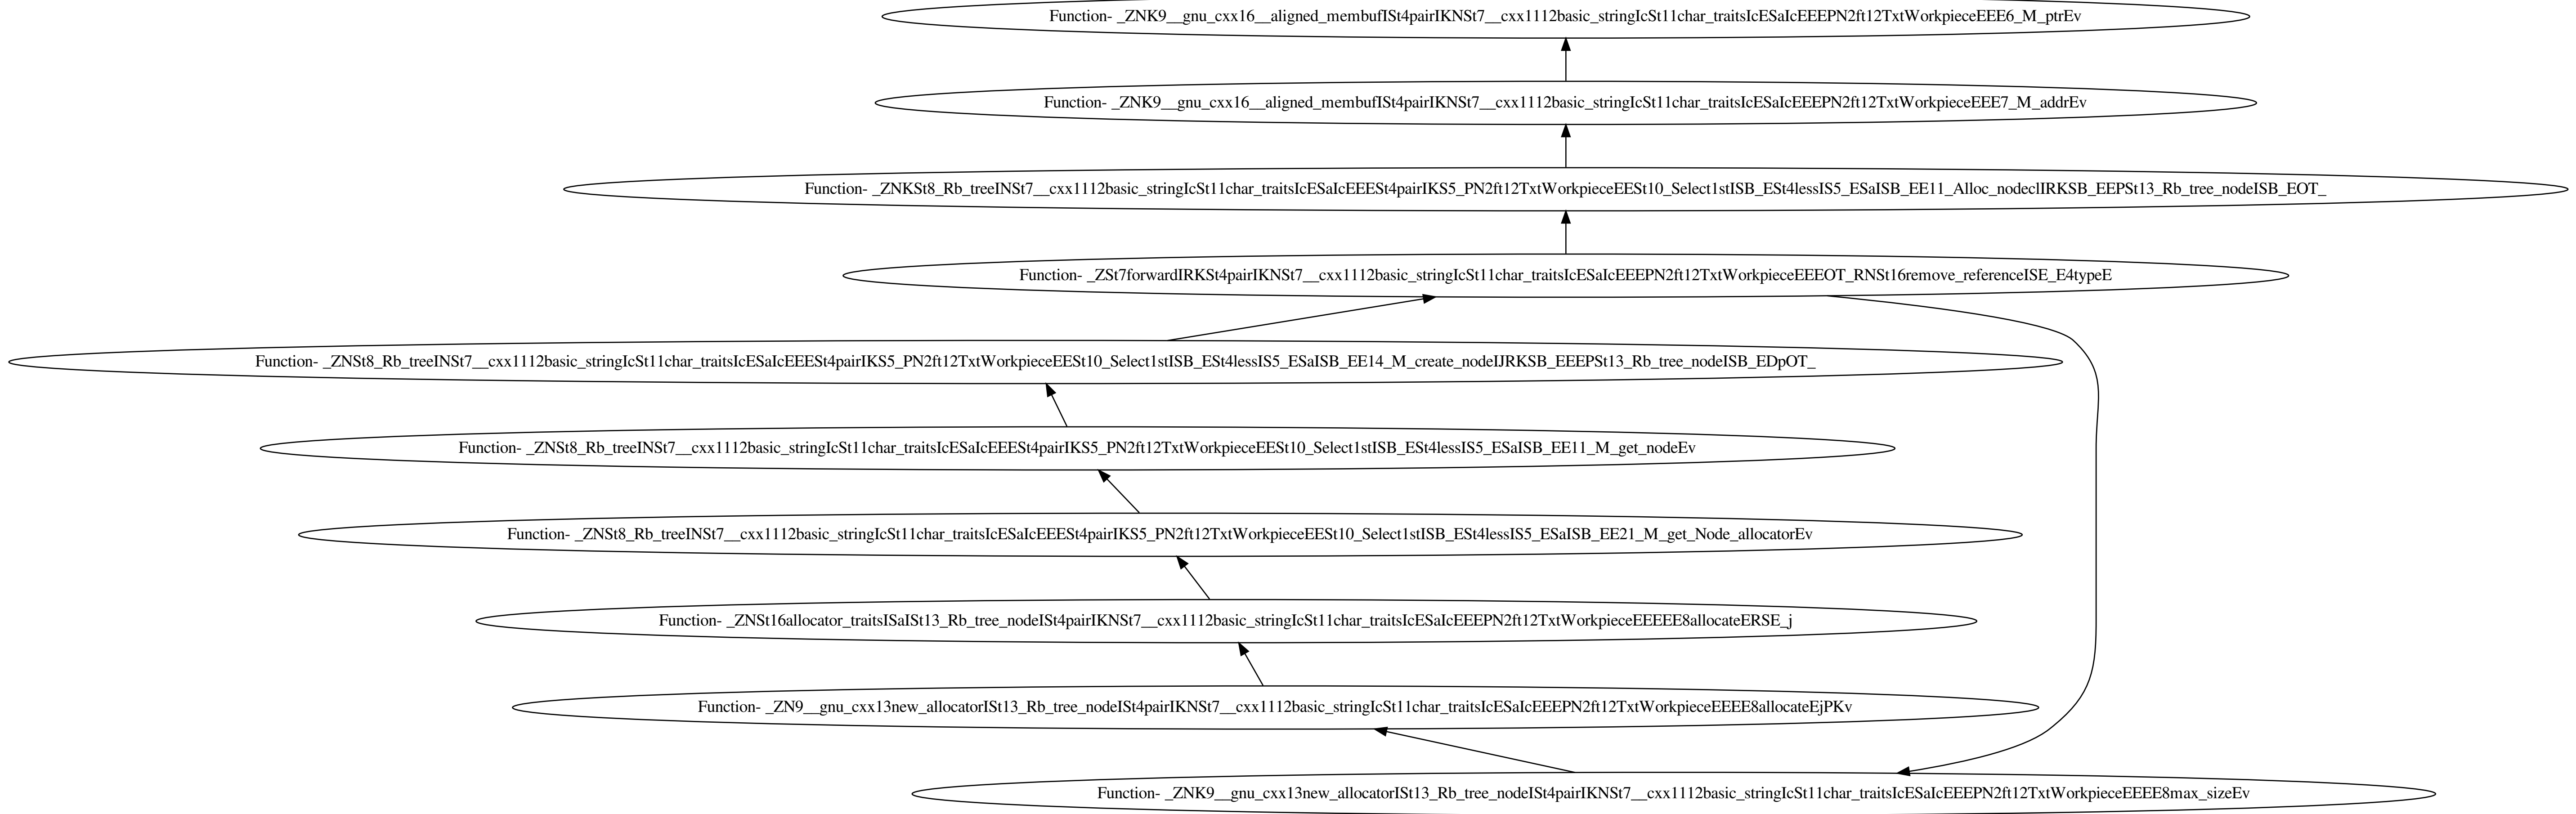 Function- _ZNK9__gnu_cxx16__aligned_membufISt4pairIKNSt7__cxx1112basic_stringIcSt11char_traitsIcESaIcEEEPN2ft12TxtWorkpieceEEE6_M_ptrEv
Function- _ZNK9__gnu_cxx16__aligned_membufISt4pairIKNSt7__cxx1112basic_stringIcSt11char_traitsIcESaIcEEEPN2ft12TxtWorkpieceEEE7_M_addrEv
Function- _ZNKSt8_Rb_treeINSt7__cxx1112basic_stringIcSt11char_traitsIcESaIcEEESt4pairIKS5_PN2ft12TxtWorkpieceEESt10_Select1stISB_ESt4lessIS5_ESaISB_EE11_Alloc_nodeclIRKSB_EEPSt13_Rb_tree_nodeISB_EOT_
Function- _ZSt7forwardIRKSt4pairIKNSt7__cxx1112basic_stringIcSt11char_traitsIcESaIcEEEPN2ft12TxtWorkpieceEEEOT_RNSt16remove_referenceISE_E4typeE
Function- _ZNSt8_Rb_treeINSt7__cxx1112basic_stringIcSt11char_traitsIcESaIcEEESt4pairIKS5_PN2ft12TxtWorkpieceEESt10_Select1stISB_ESt4lessIS5_ESaISB_EE14_M_create_nodeIJRKSB_EEEPSt13_Rb_tree_nodeISB_EDpOT_
Function- _ZNSt8_Rb_treeINSt7__cxx1112basic_stringIcSt11char_traitsIcESaIcEEESt4pairIKS5_PN2ft12TxtWorkpieceEESt10_Select1stISB_ESt4lessIS5_ESaISB_EE11_M_get_nodeEv
Function- _ZNSt8_Rb_treeINSt7__cxx1112basic_stringIcSt11char_traitsIcESaIcEEESt4pairIKS5_PN2ft12TxtWorkpieceEESt10_Select1stISB_ESt4lessIS5_ESaISB_EE21_M_get_Node_allocatorEv
Function- _ZNSt16allocator_traitsISaISt13_Rb_tree_nodeISt4pairIKNSt7__cxx1112basic_stringIcSt11char_traitsIcESaIcEEEPN2ft12TxtWorkpieceEEEEE8allocateERSE_j
Function- _ZN9__gnu_cxx13new_allocatorISt13_Rb_tree_nodeISt4pairIKNSt7__cxx1112basic_stringIcSt11char_traitsIcESaIcEEEPN2ft12TxtWorkpieceEEEE8allocateEjPKv
Function- _ZNK9__gnu_cxx13new_allocatorISt13_Rb_tree_nodeISt4pairIKNSt7__cxx1112basic_stringIcSt11char_traitsIcESaIcEEEPN2ft12TxtWorkpieceEEEE8max_sizeEv